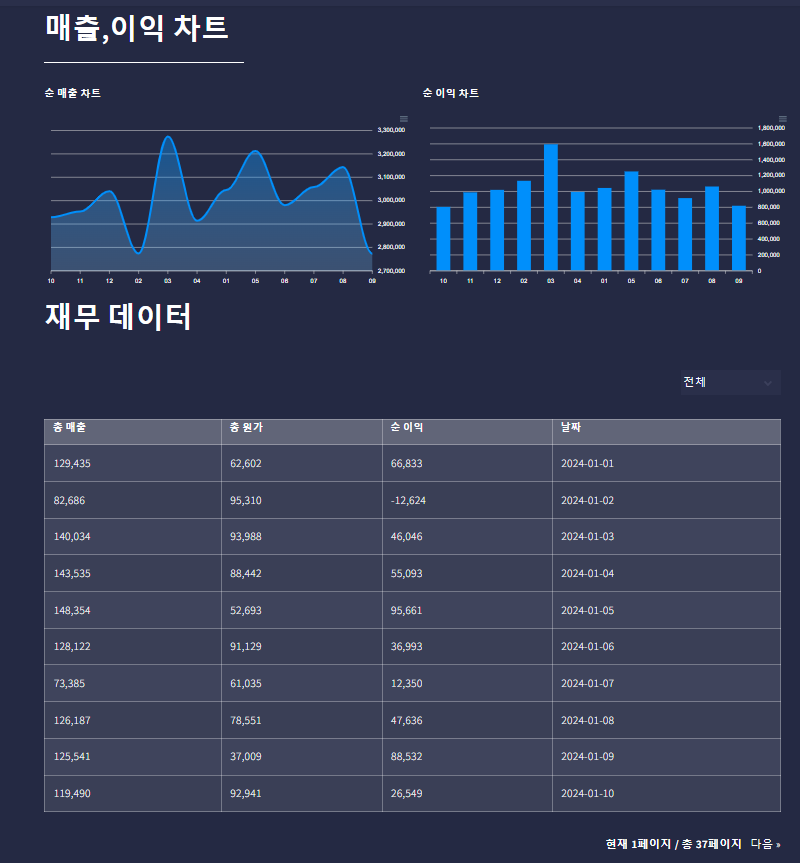 매출,이익 차트
순 매출 차트
3,300,000
3,200,000
3,100,000
3,000,000
2,900,000
2,800,000
2,700,000
10 11 12 02 03 04 01 05 06 07 08 09
순 이익 차트
1,800,000
1,600,000
1,400,000
1,200,000
1,000,000
800,000
600,000
400,000
200,000
0
10 11 12 02 03 04 01 05 06 07 08 09
재무 데이터
전체
총 매출 총 원가 순 이익 날짜
129,435 62,602 66,833 2024-01-01
82,686 95,310 -12,624 2024-01-02
140,034 93,988 46,046 2024-01-03
143,535 88,442 55,093 2024-01-04
148,354 52,693 95,661 2024-01-05
128,122 91,129 36,993 2024-01-06
73,385 61,035 12,350 2024-01-07
126,187 78,551 47,636 2024-01-08
125,541 37,009 88,532 2024-01-09
119,490 92,941 26,549 2024-01-10
현재 1페이지 / 총 37페이지 다음 »